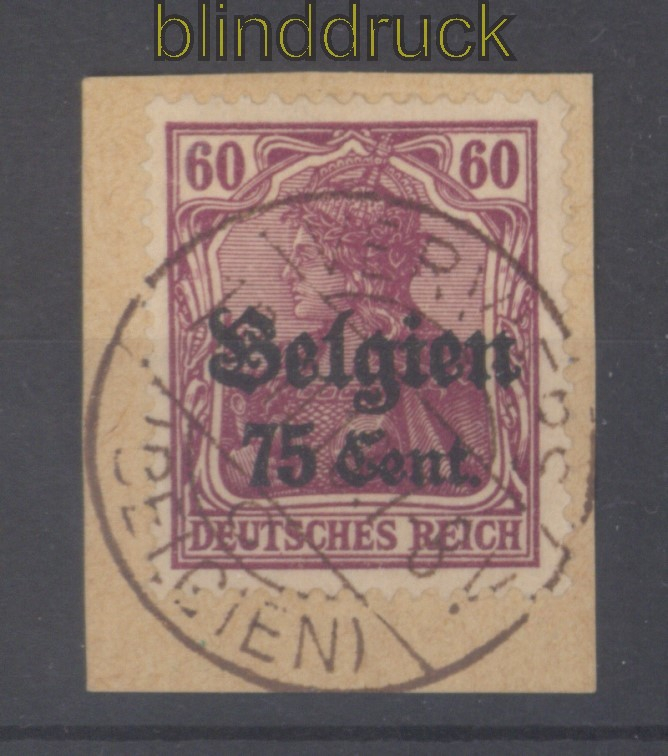 blinddruck
60 60
Belgien
75 Cent.
DEUTSCHES REICH